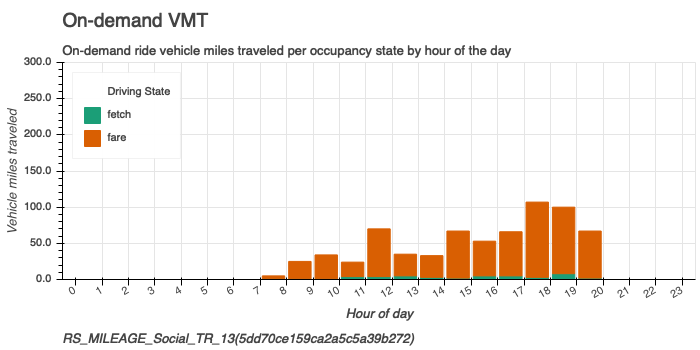 On-demand VMT
On-demand ride vehicle miles traveled per occupancy state by hour of the day
300.0
250.0
200.0
150.0
100.0
50.0
0.0
Vehicle miles traveled
Driving State
fetch
fare
0 1 2 3 4 5 6 7 8 9 10 11 12 13 14 15 16 17 18 19 20 21 22 23
Hour of day
RS_MILEAGE_Social_TR_13(5dd70ce159ca2a5c5a39b272)